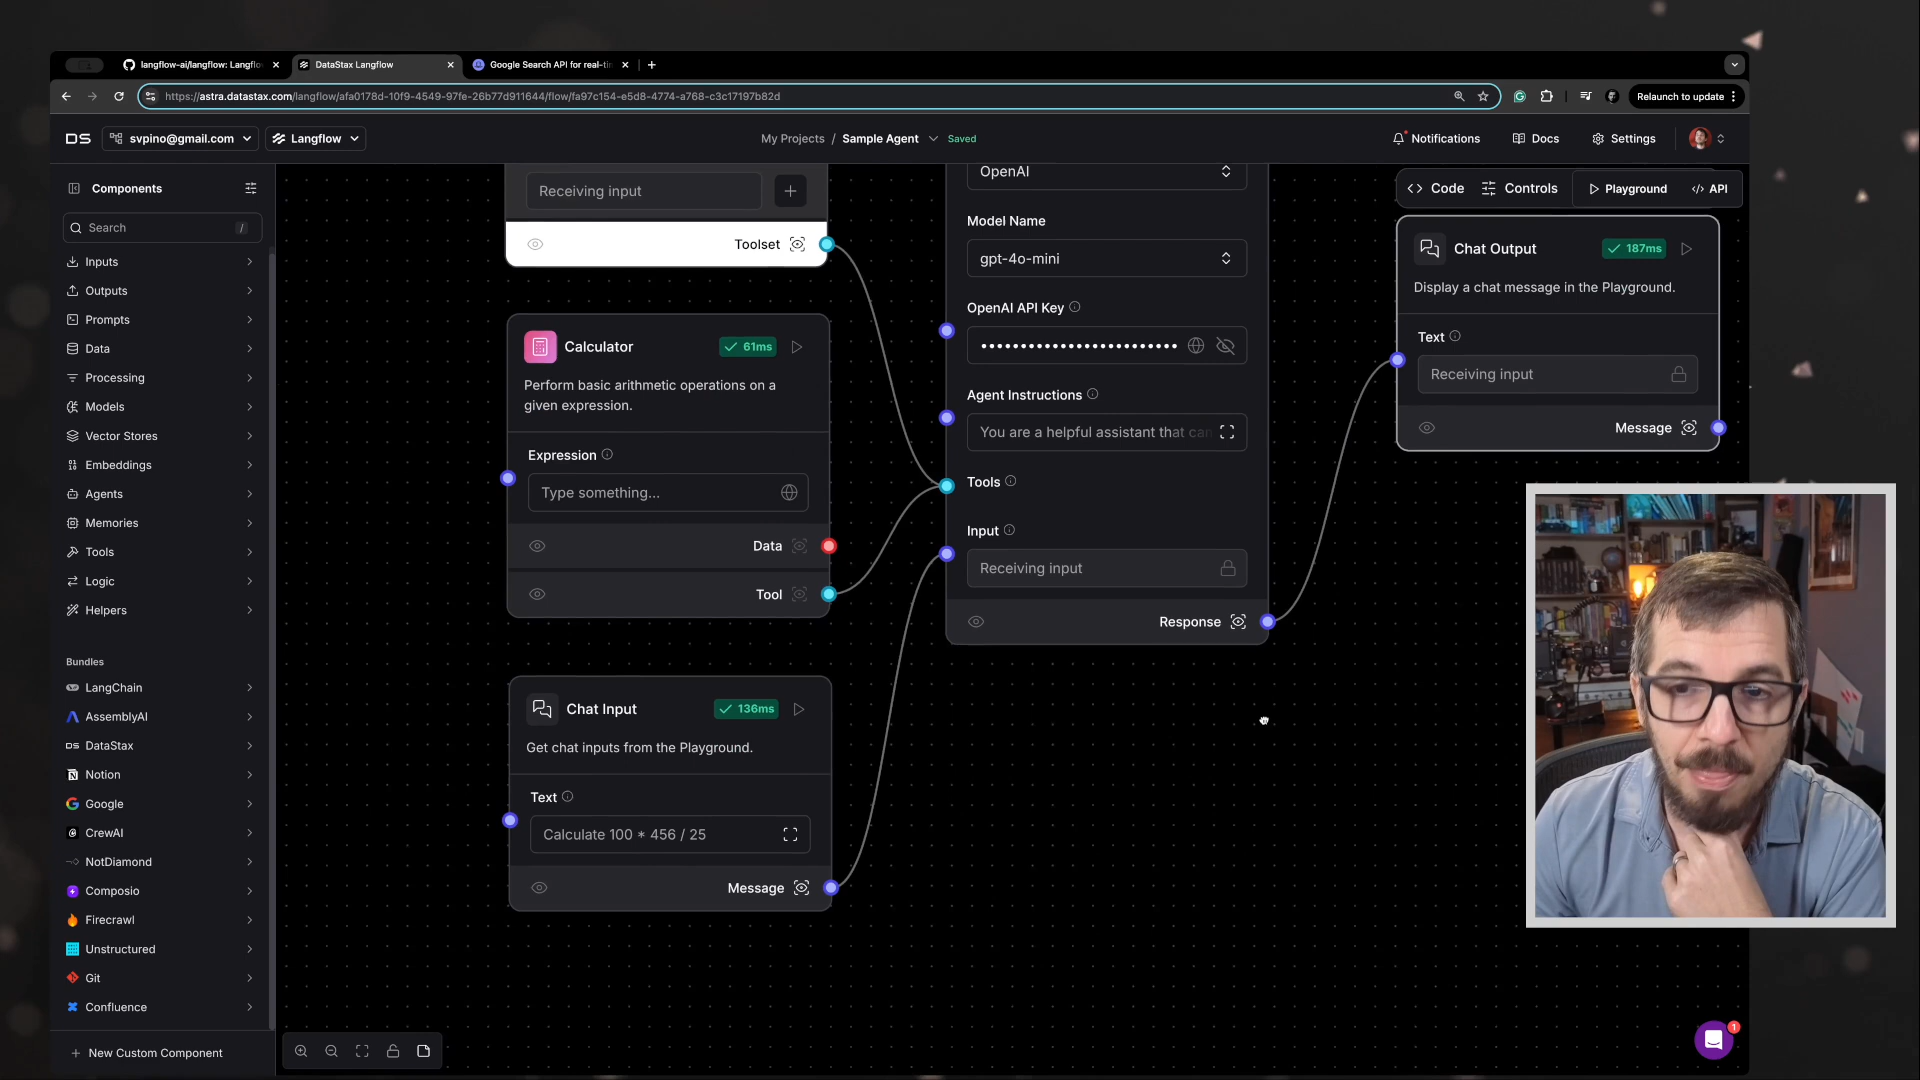 langflow-ai/langflow: Langflo
DataStax Langflow
Google Search API for real-tin
https://astra.datastax.com/langflow/afa0178d-10f9-4549-97fe-26b77d911644/flow/fa97c154-e5d8-4774-a768-c3c17197b82d
Relaunch to update
DS
svpino@gmail.com
Langflow
My Projects / Sample Agent
Saved
Notifications
Docs
Settings
Components
Search /
Inputs
Outputs
Prompts
Data
Processing
Models
Vector Stores
Embeddings
Agents
Memories
Tools
Logic
Helpers
Bundles
LangChain
AssemblyAI
DS DataStax
Notion
Google
CrewAI
NotDiamond
Composio
Firecrawl
Unstructured
Git
Confluence
+ New Custom Component
Receiving input
Toolset
Calculator
61ms
Perform basic arithmetic operations on a
given expression.
Expression
Type something...
Data
Tool
Chat Input
136ms
Get chat inputs from the Playground.
Text
Calculate 100 * 456 / 25
Message
OpenAI
Model Name
gpt-4o-mini
OpenAI API Key
••••••••••••••••••••••••••
Agent Instructions
You are a helpful assistant that can
Tools
Input
Receiving input
Response
Code
Controls
Playground
API
Chat Output
187ms
Display a chat message in the Playground.
Text
Receiving input
Message
1